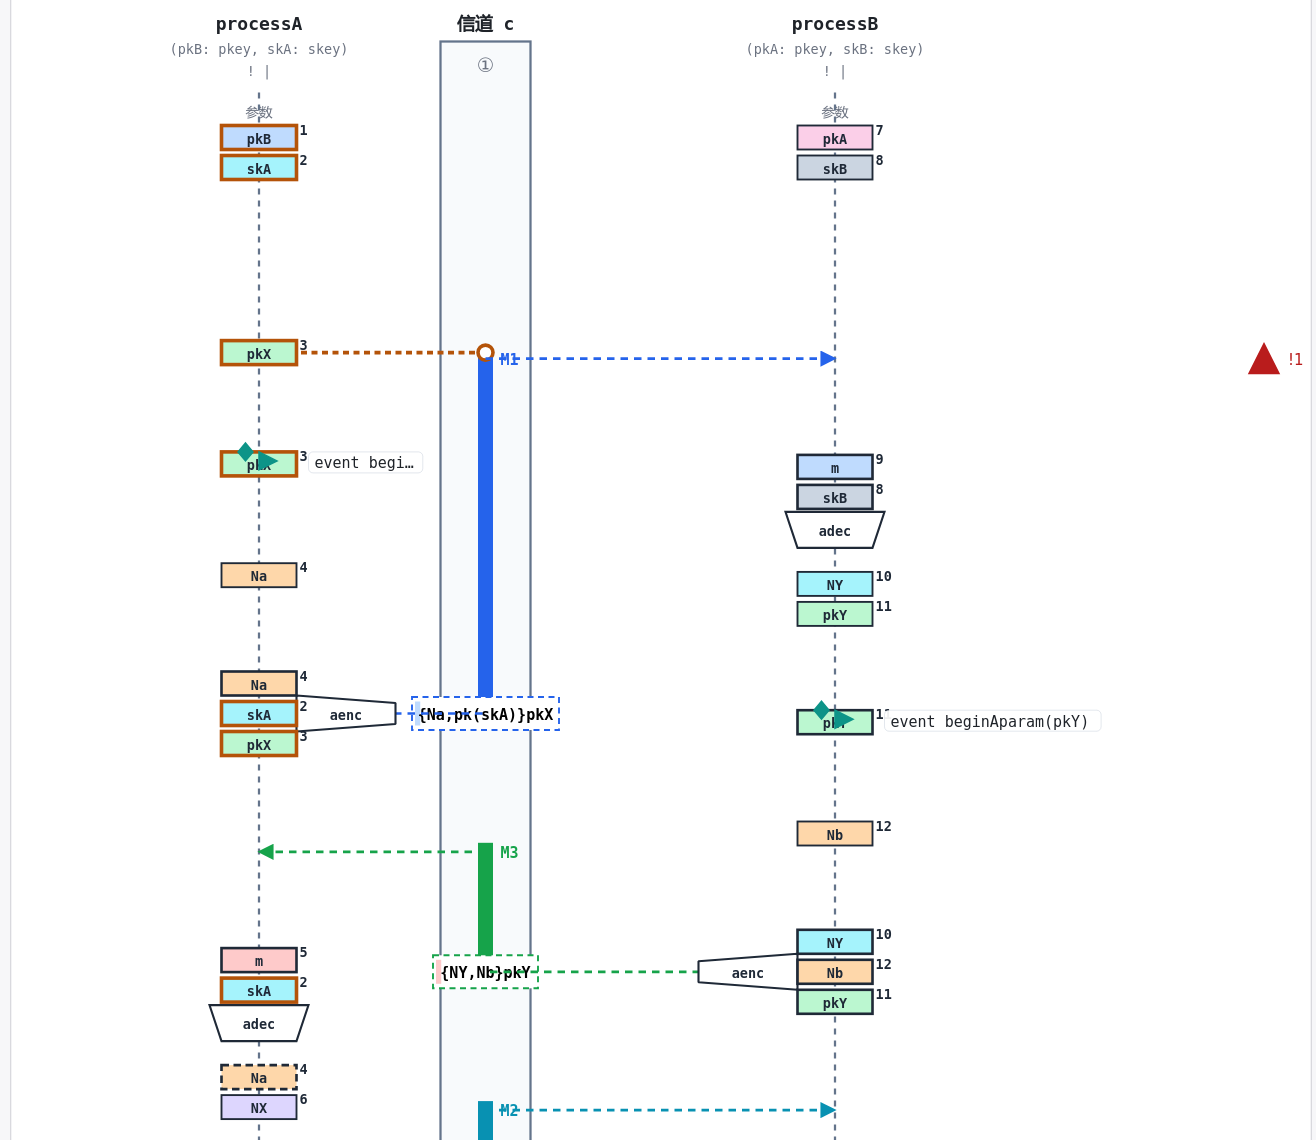 processA
信道 c
processB
(pkB: pkey, skA: skey)
(pkA: pkey, skB: skey)
! |
①
! |
参数
参数
pkB 1
pkA 7
skA 2
skB 8
pkX 3
M1
!1
pkX 3
event begi…
m 9
skB 8
adec
Na 4
NY 10
pkY 11
Na 4
skA 2
aenc
{Na,pk(skA)}pkX
pkX 3
event beginAparam(pkY)
Nb 12
M3
NY 10
m 5
{NY,Nb}pkY
aenc
Nb 12
skA 2
pkY 11
adec
Na 4
NX 6
M2